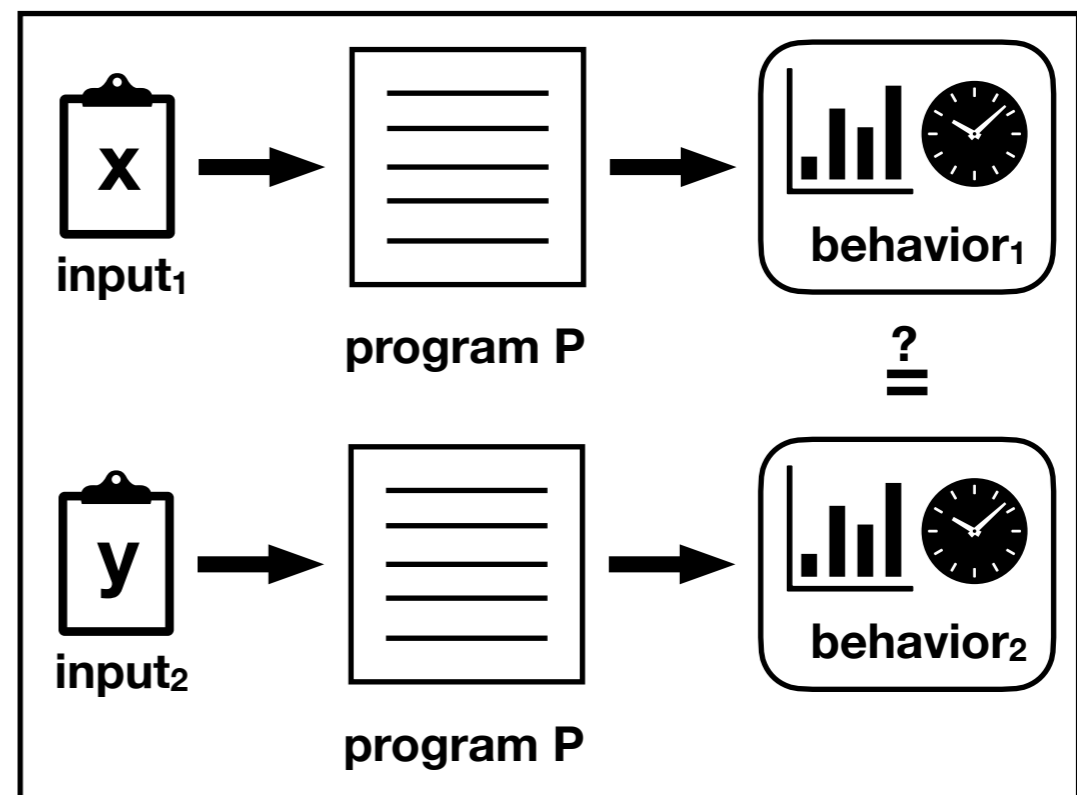 x
input₁
program P
behavior₁
?
=
y
input₂
program P
behavior₂